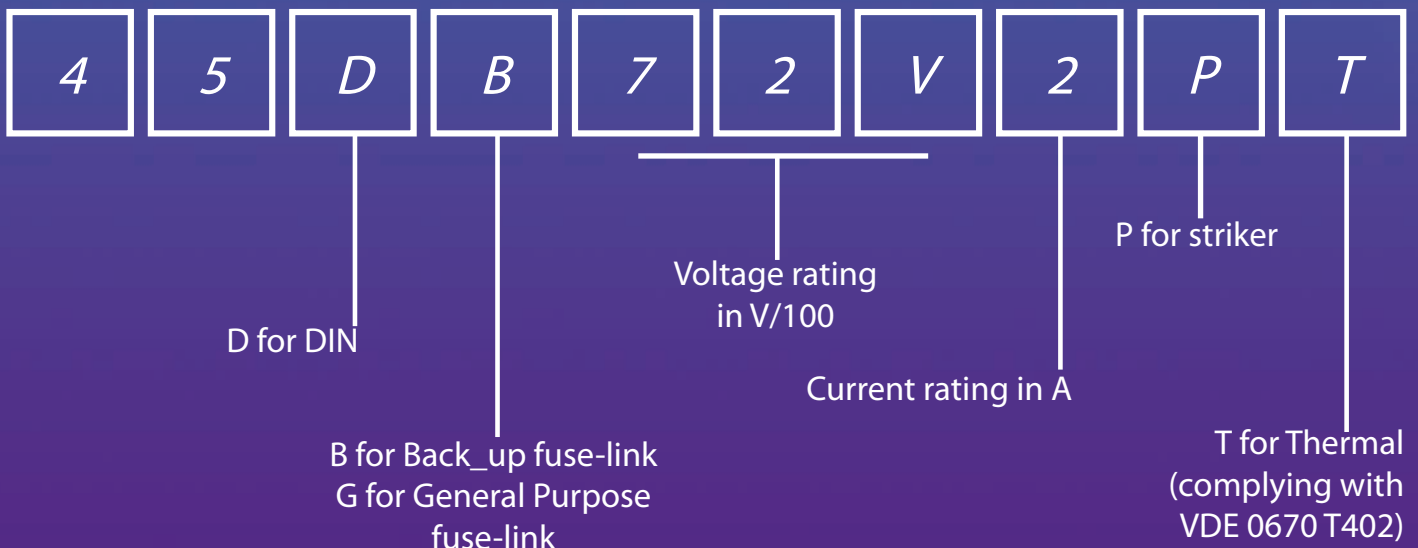 4 5 D B 7 2 V 2 P T
P for striker
Voltage rating
in V/100
D for DIN
Current rating in A
B for Back_up fuse-link
G for General Purpose
fuse-link
T for Thermal
(complying with
VDE 0670 T402)